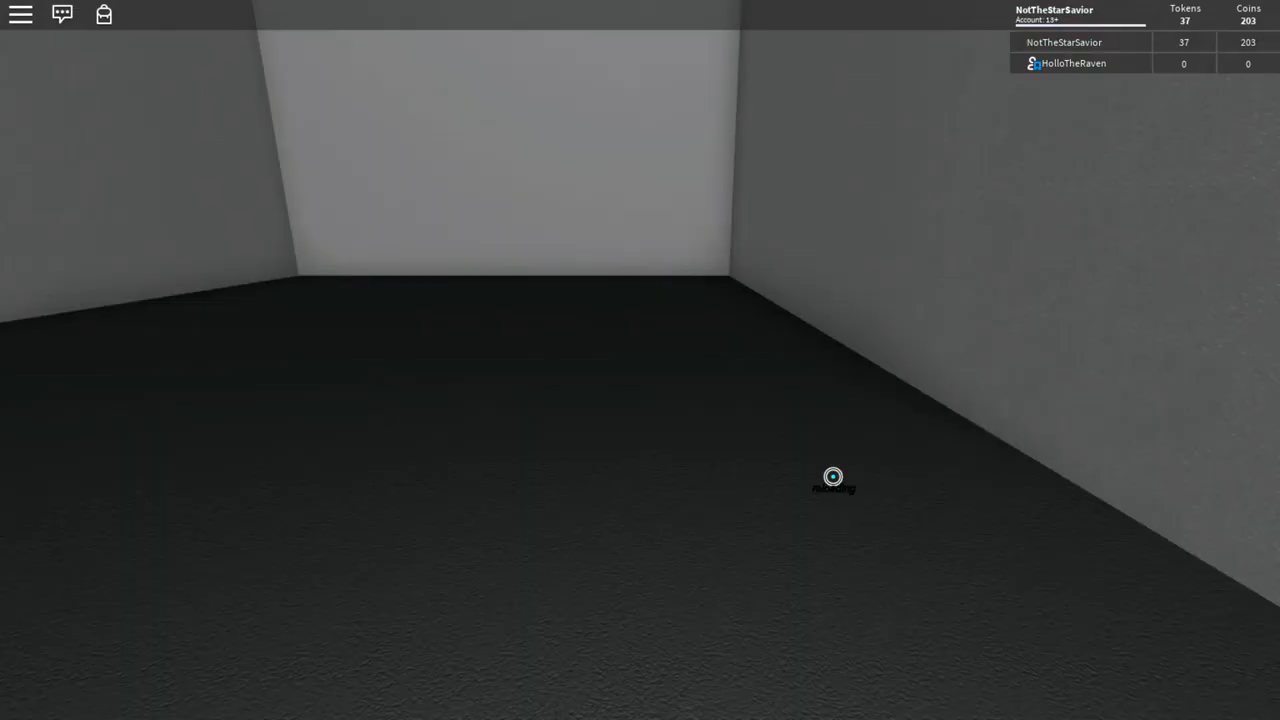 NotTheStarSavior
Account: 13+
Tokens
37
Coins
203
NotTheStarSavior 37 203
HolloTheRaven 0 0